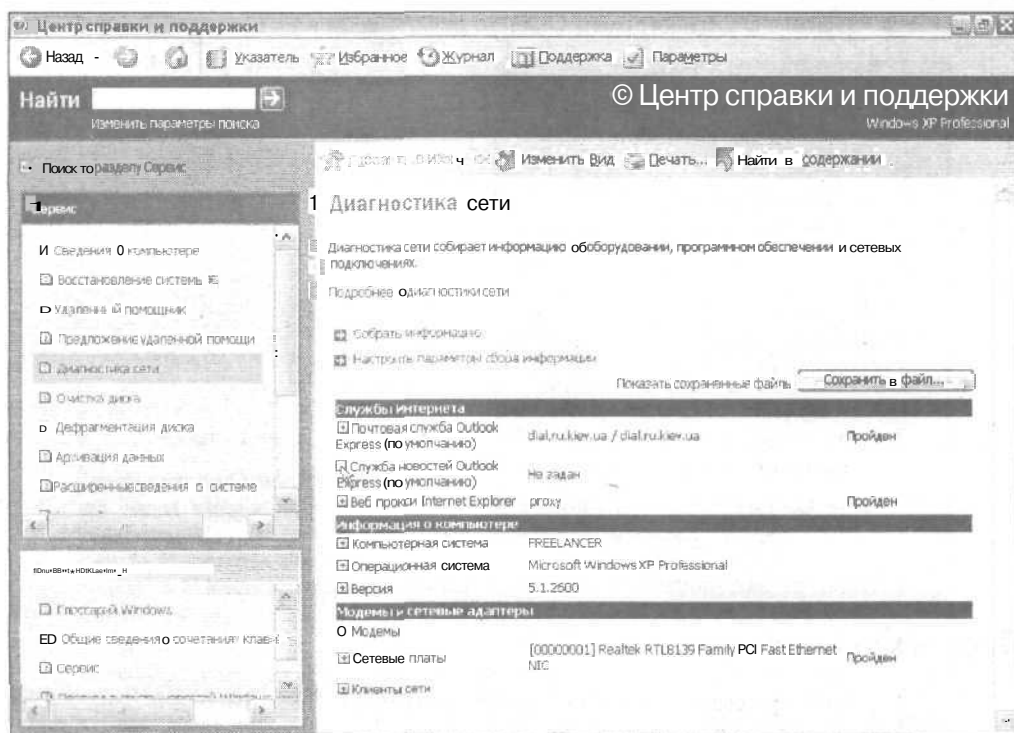 Центр справки и поддержки
Назад - Указатель Избранное Журнал Поддержка Параметры
Найти
Изменить параметры поиска
© Центр справки и поддержки
Windows XP Professional
Поиск то разделу Сервис
Изменить Вид Печать... Найти в содержании
Сервис
1 Диагностика сети
И Сведения 0 компьютере
Восстановление системы
D Удаленный помощник
Предложение удаленной помощи
Диагностика сети
Очистка диска
D Дефрагментация диска
Архивация данных
Расширенные сведения о системе
Диагностика сети собирает информацию обоборудовании, программном обеспечении и сетевых
подключениях.
Подробнее одиагностики сети
Собрать информацию
Настроить параметры сбора информации
Показать сохраненные файлы Сохранить в файл...
Службы Интернета
Почтовая служба Outlook
Express (по умолчанию) dial.ru.kiev.ua / dial.ru.kiev.ua Пройден
Служба новостей Outlook
Express (по умолчанию) Не задан
Веб прокси Internet Explorer proxy Пройден
Информация о компьютере
Компьютерная система FREELANCER
Операционная система Microsoft Windows XP Professional
Версия 5.1.2600
Модемы и сетевые адаптеры
О Модемы
Сетевые платы [00000001] Realtek RTL8139 Family PCI Fast Ethernet
NIC Пройден
Клиенты сети
Глоссарий Windows
ED Общие сведения о сочетаниях
Сервис